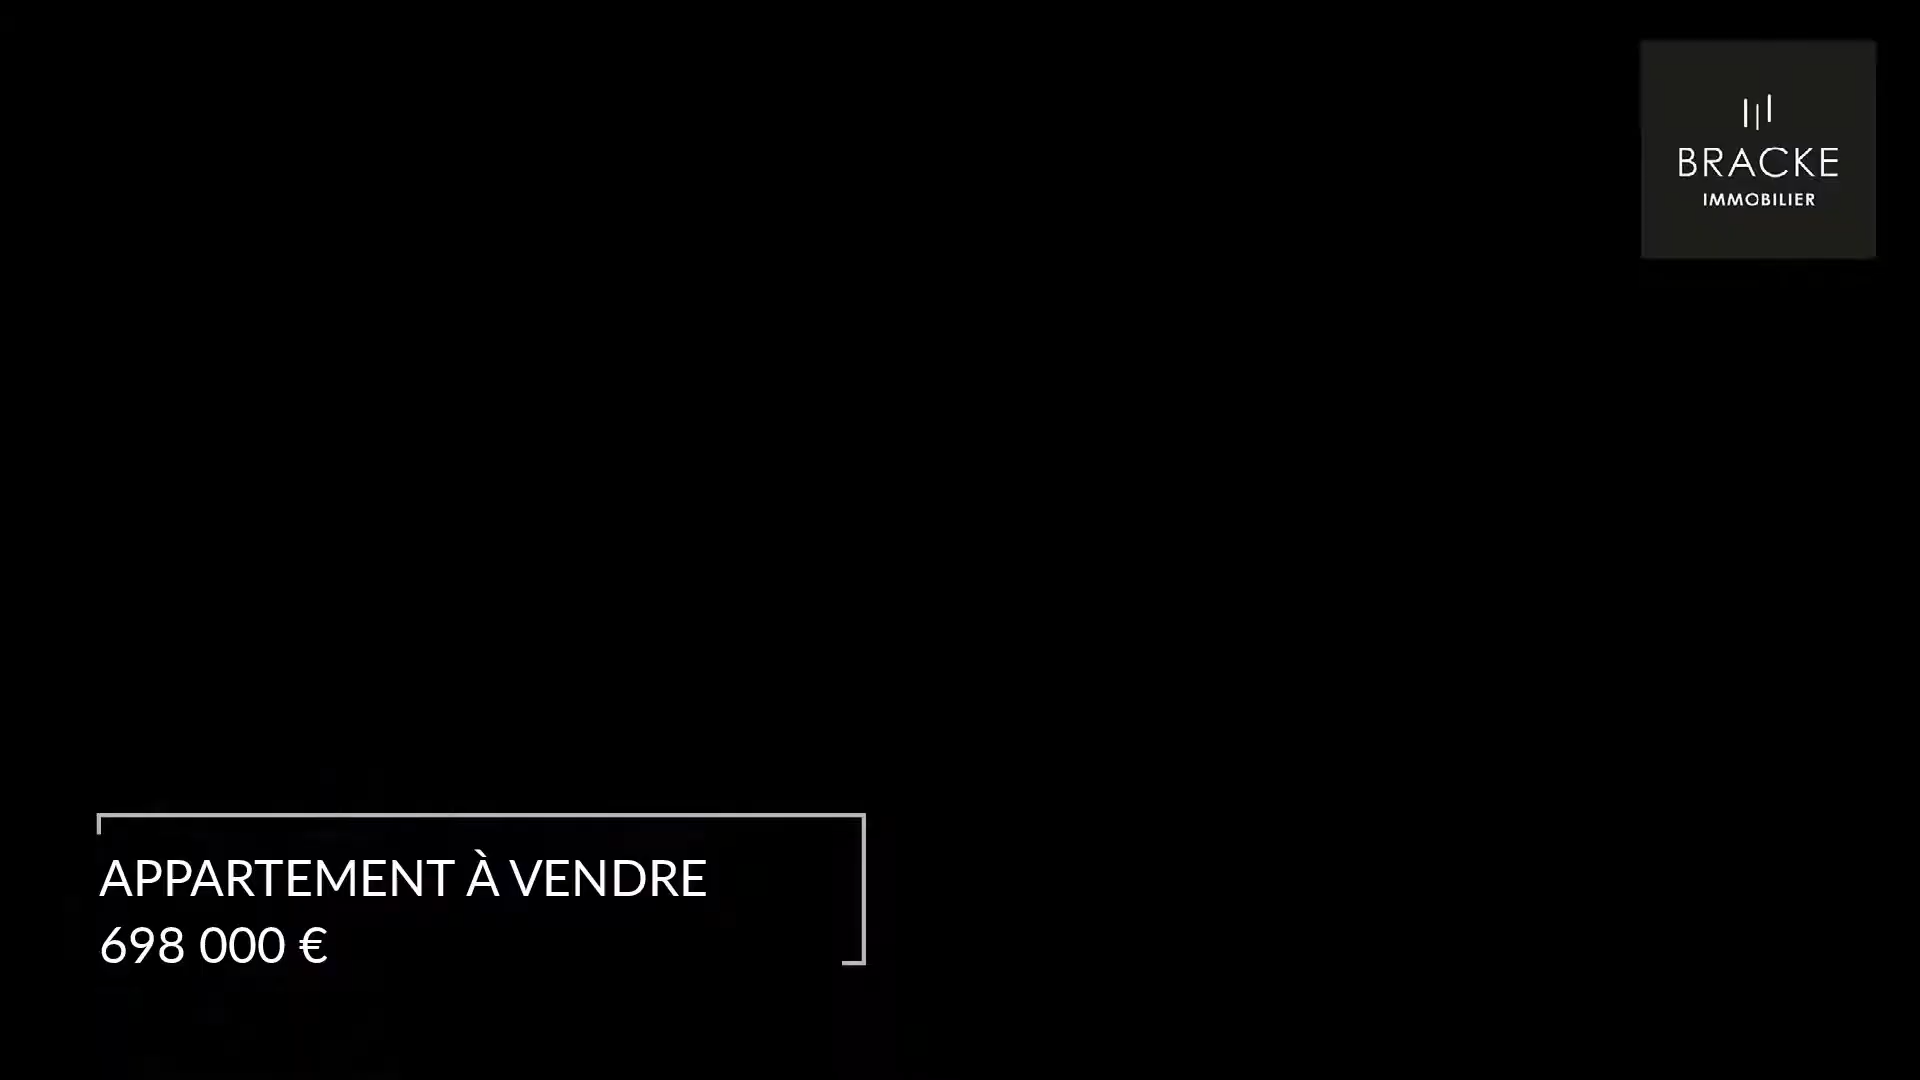 BRACKE
IMMOBILIER
APPARTEMENT À VENDRE
698 000 €